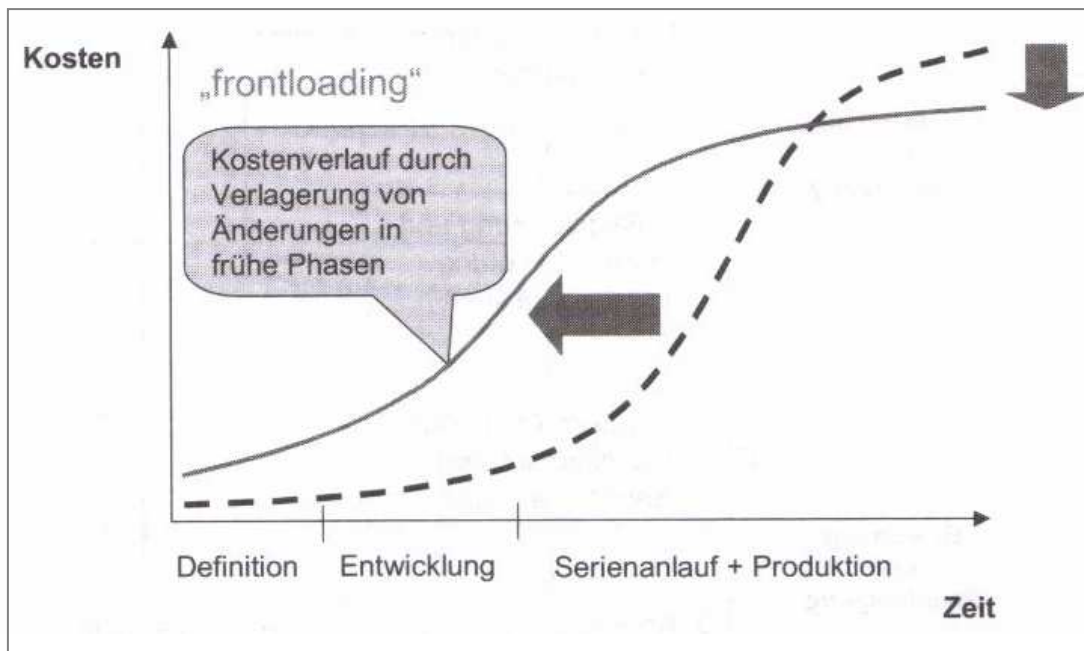 Kosten
„frontloading“
Kostenverlauf durch
Verlagerung von
Änderungen in
frühe Phasen
Definition
Entwicklung
Serienanlauf + Produktion
Zeit